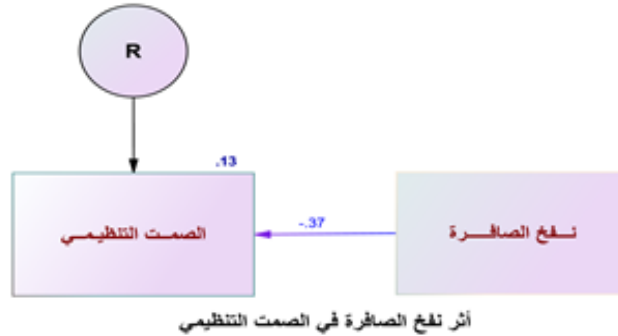 R
.13
نفخ الصافرة
-.37
الصمت التنظيمي
أثر نفخ الصافرة في الصمت التنظيمي